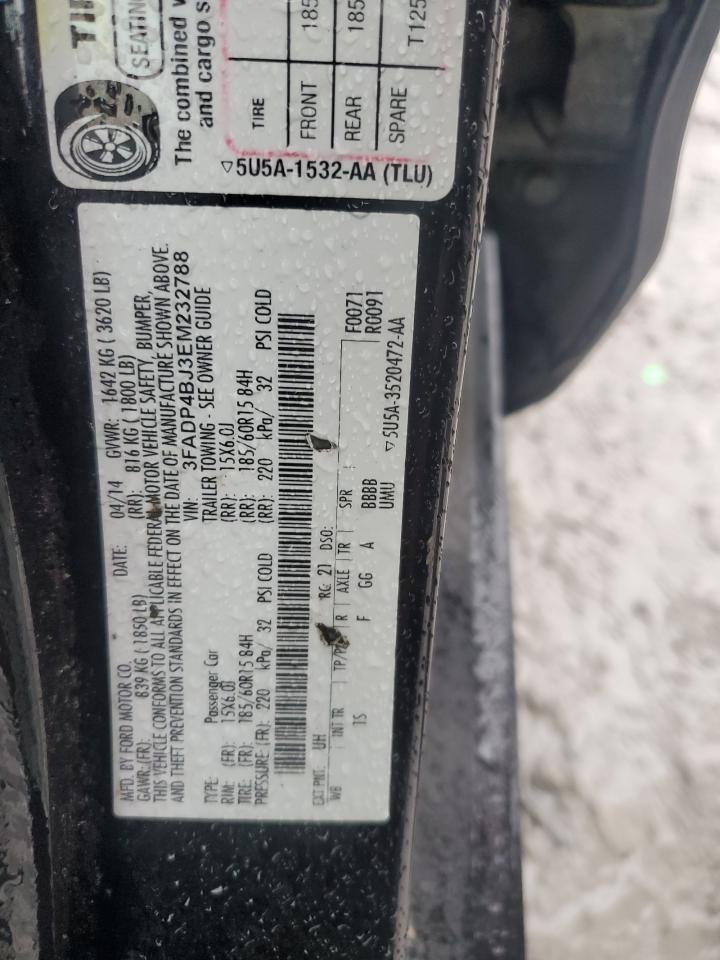 TIR
SEATING
The combined w
and cargo s
TIRE
FRONT 185
REAR 185
SPARE T125
▽5U5A-1532-AA (TLU)
MFD. BY FORD MOTOR CO. DATE: 04/14 GVWR: 1642 KG ( 3620 LB)
GAWR: (FR): 839 KG ( 1850 LB) (RR): 816 KG ( 1800 LB)
THIS VEHICLE CONFORMS TO ALL APPLICABLE FEDERAL MOTOR VEHICLE SAFETY, BUMPER,
AND THEFT PREVENTION STANDARDS IN EFFECT ON THE DATE OF MANUFACTURE SHOWN ABOVE.
VIN: 3FADP4BJ3EM232788
TYPE: Passenger Car TRAILER TOWING - SEE OWNER GUIDE
RIM: (FR): 15X6.0J (RR): 15X6.0J
TIRE: (FR): 185/60R15 84H (RR): 185/60R15 84H
PRESSURE: (FR): 220 kPa/ 32 PSI COLD (RR): 220 kPa/ 32 PSI COLD
EXT PNT: UH RC: 21 DSO: F0071
WB INT TR TP/PS R AXLE TR SPR R0091
15 F GG A BBBB
UMU
▽5U5A-3520472-AA